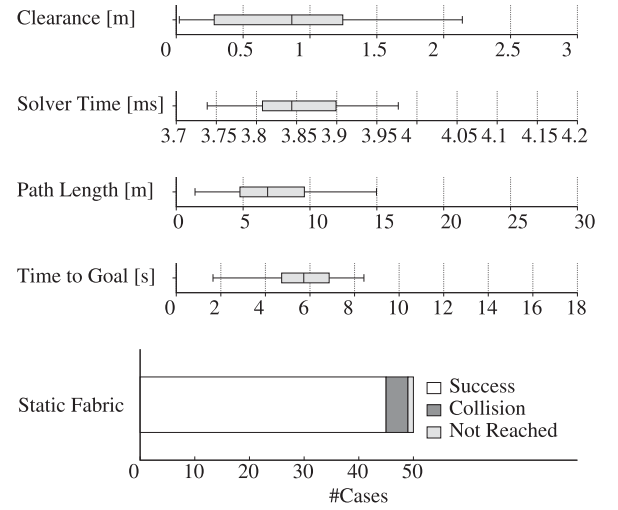 Clearance [m]
0 0.5 1 1.5 2 2.5 3
Solver Time [ms]
3.7 3.75 3.8 3.85 3.9 3.95 4 4.05 4.1 4.15 4.2
Path Length [m]
0 5 10 15 20 25 30
Time to Goal [s]
0 2 4 6 8 10 12 14 16 18
Static Fabric
Success
Collision
Not Reached
0 10 20 30 40 50
#Cases